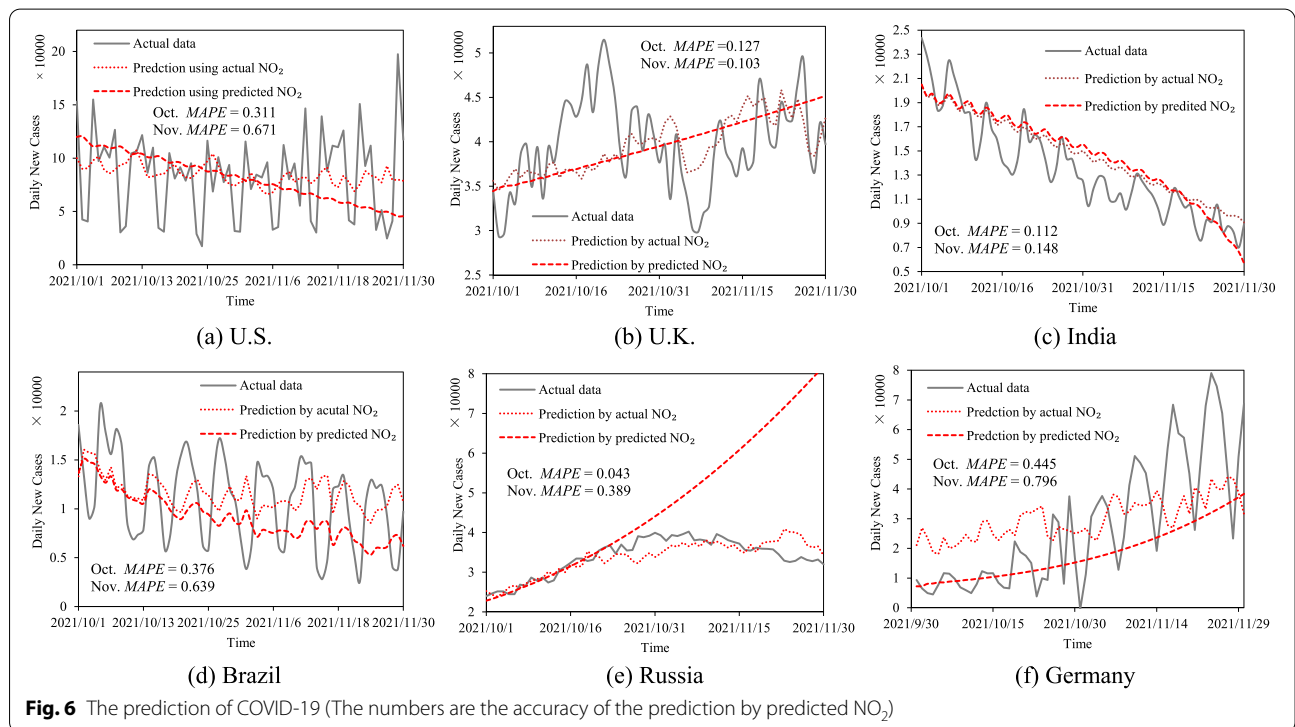 × 10000
Daily New Cases
20
15
10
5
0
Actual data
Predction using actual NO₂
Prediction using predicted NO₂
Oct. MAPE = 0.311
Nov. MAPE = 0.671
2021/10/1 2021/10/13 2021/10/25 2021/11/6 2021/11/18 2021/11/30
Time
(a) U.S.
× 10000
Daily New Cases
5
4.5
4
3.5
3
2.5
Oct. MAPE =0.127
Nov. MAPE =0.103
Actual data
Prediction by actual NO₂
Prediction by predicted NO₂
2021/10/1 2021/10/16 2021/10/31 2021/11/15 2021/11/30
Time
(b) U.K.
× 10000
Daily New Cases
2.5
2.3
2.1
1.9
1.7
1.5
1.3
1.1
0.9
0.7
0.5
Actual data
Prediction by actual NO₂
Prediction by predited NO₂
Oct. MAPE = 0.112
Nov. MAPE = 0.148
2021/10/1 2021/10/16 2021/10/31 2021/11/15 2021/11/30
Time
(c) India
× 10000
Daily New Cases
2
1.5
1
0.5
0
Actual data
Prediction by acutal NO₂
Prediction by predicted NO₂
Oct. MAPE = 0.376
Nov. MAPE = 0.639
2021/10/1 2021/10/13 2021/10/25 2021/11/6 2021/11/18 2021/11/30
Time
(d) Brazil
× 10000
Daily New Cases
8
7
6
5
4
3
2
Actual data
Prediction by actual NO₂
Prediction by predicted NO₂
Oct. MAPE = 0.043
Nov. MAPE = 0.389
2021/10/1 2021/10/16 2021/10/31 2021/11/15 2021/11/30
Time
(e) Russia
× 10000
Daily New Cases
8
7
6
5
4
3
2
1
0
Actual data
Prediction by actual NO₂
Predction by predicted NO₂
Oct. MAPE = 0.445
Nov. MAPE = 0.796
2021/9/30 2021/10/15 2021/10/30 2021/11/14 2021/11/29
Time
(f) Germany
Fig. 6 The prediction of COVID-19 (The numbers are the accuracy of the prediction by predicted NO₂)